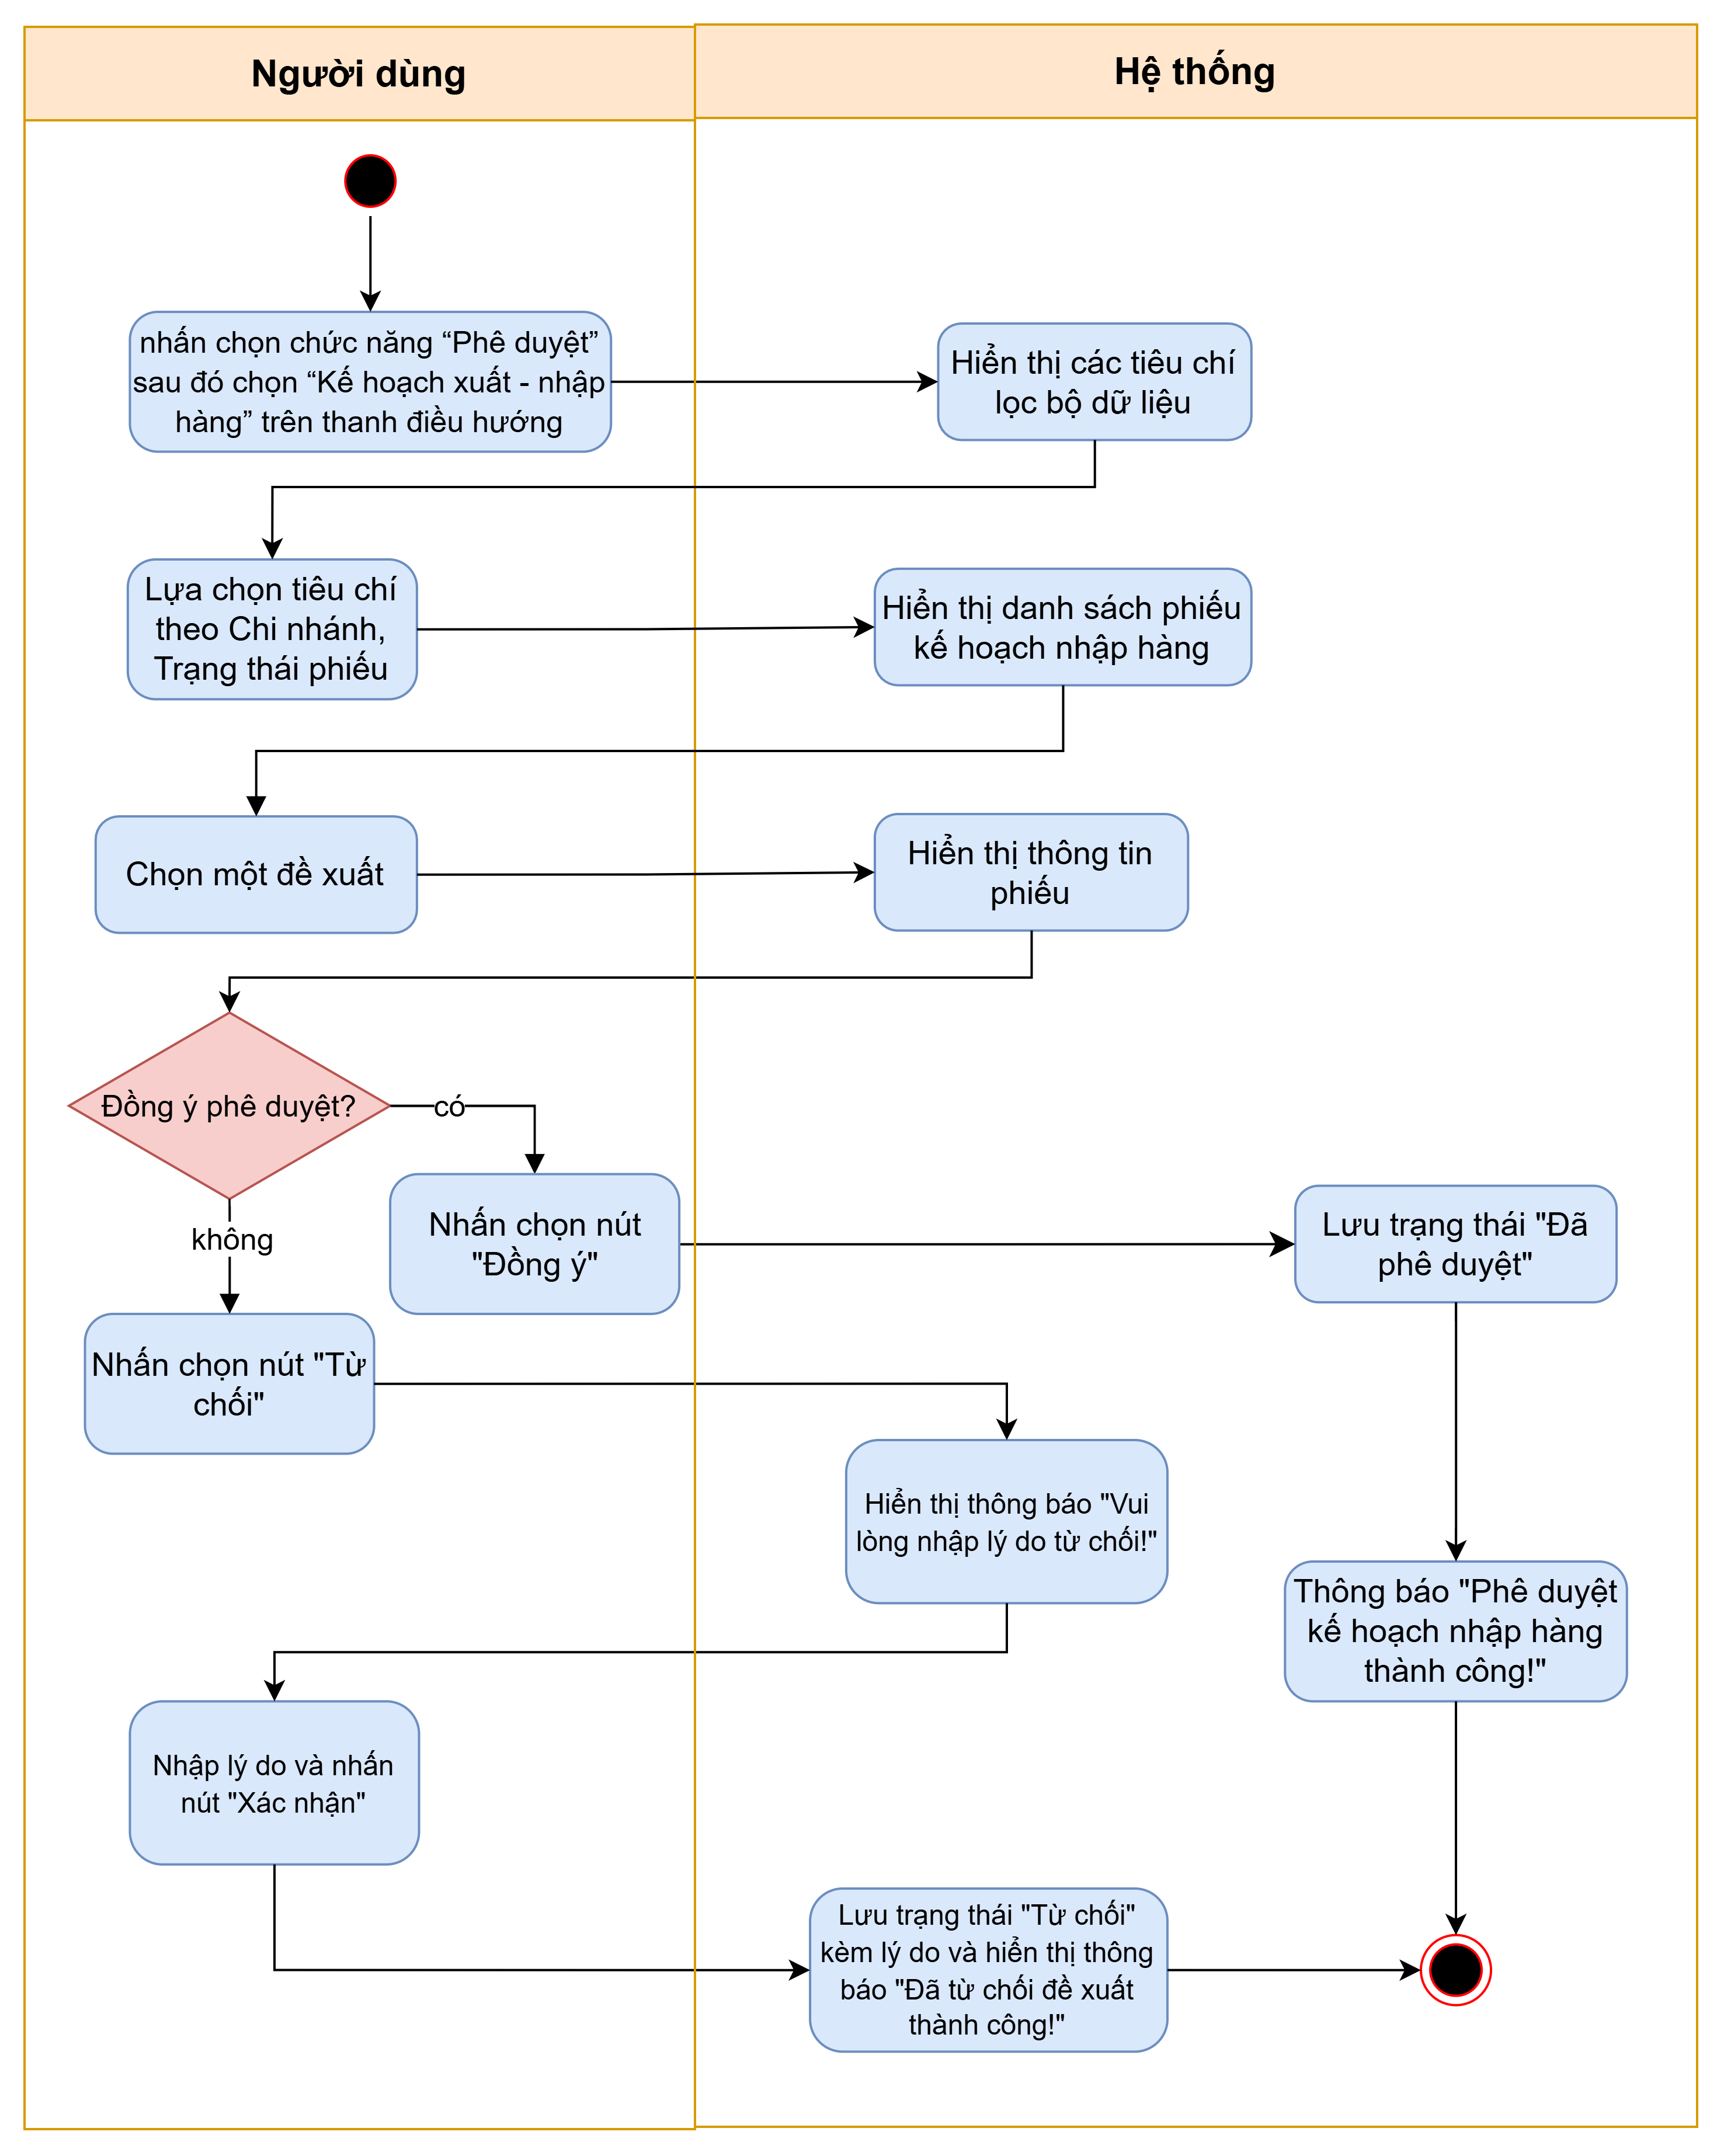 Người dùng
Hệ thống
nhấn chọn chức năng “Phê duyệt”
sau đó chọn “Kế hoạch xuất - nhập
hàng” trên thanh điều hướng
Hiển thị các tiêu chí
lọc bộ dữ liệu
Lựa chọn tiêu chí
theo Chi nhánh,
Trạng thái phiếu
Hiển thị danh sách phiếu
kế hoạch nhập hàng
Chọn một đề xuất
Hiển thị thông tin
phiếu
Đồng ý phê duyệt?
có
không
Nhấn chọn nút
"Đồng ý"
Lưu trạng thái "Đã
phê duyệt"
Nhấn chọn nút "Từ
chối"
Hiển thị thông báo "Vui
lòng nhập lý do từ chối!"
Thông báo "Phê duyệt
kế hoạch nhập hàng
thành công!"
Nhập lý do và nhấn
nút "Xác nhận"
Lưu trạng thái "Từ chối"
kèm lý do và hiển thị thông
báo "Đã từ chối đề xuất
thành công!"